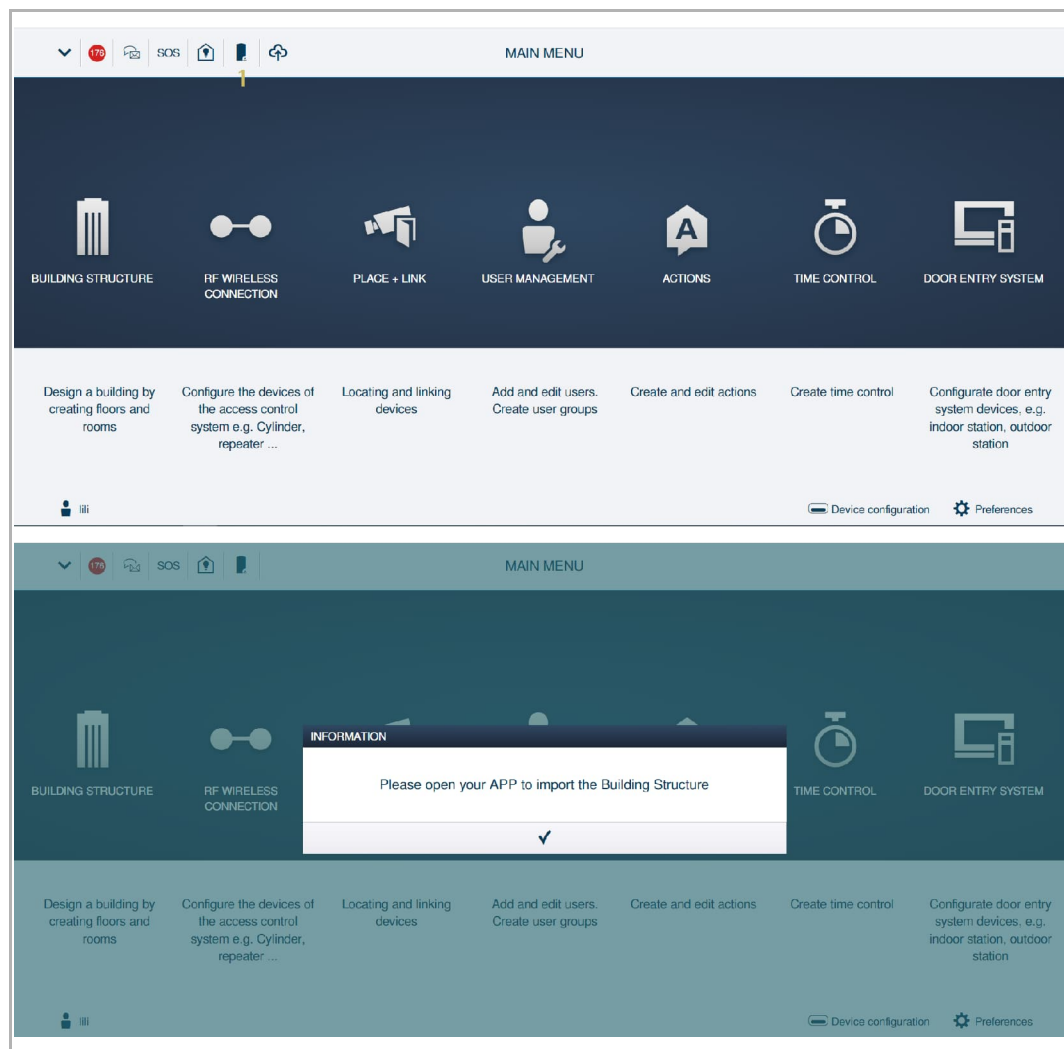 176
SOS
MAIN MENU
1
BUILDING STRUCTURE
RF WIRELESS
CONNECTION
PLACE + LINK
USER MANAGEMENT
A
ACTIONS
TIME CONTROL
DOOR ENTRY SYSTEM
Design a building by
creating floors and
rooms
Configure the devices of
the access control
system e.g. Cylinder,
repeater ...
Locating and linking
devices
Add and edit users.
Create user groups
Create and edit actions
Create time control
Configurate door entry
system devices, e.g.
indoor station, outdoor
station
lili
Device configuration
Preferences
176
SOS
MAIN MENU
BUILDING STRUCTURE
RF WIRELESS
CONNECTION
INFORMATION
Please open your APP to import the Building Structure
TIME CONTROL
DOOR ENTRY SYSTEM
Design a building by
creating floors and
rooms
Configure the devices of
the access control
system e.g. Cylinder,
repeater ...
Locating and linking
devices
Add and edit users.
Create user groups
Create and edit actions
Create time control
Configurate door entry
system devices, e.g.
indoor station, outdoor
station
lili
Device configuration
Preferences